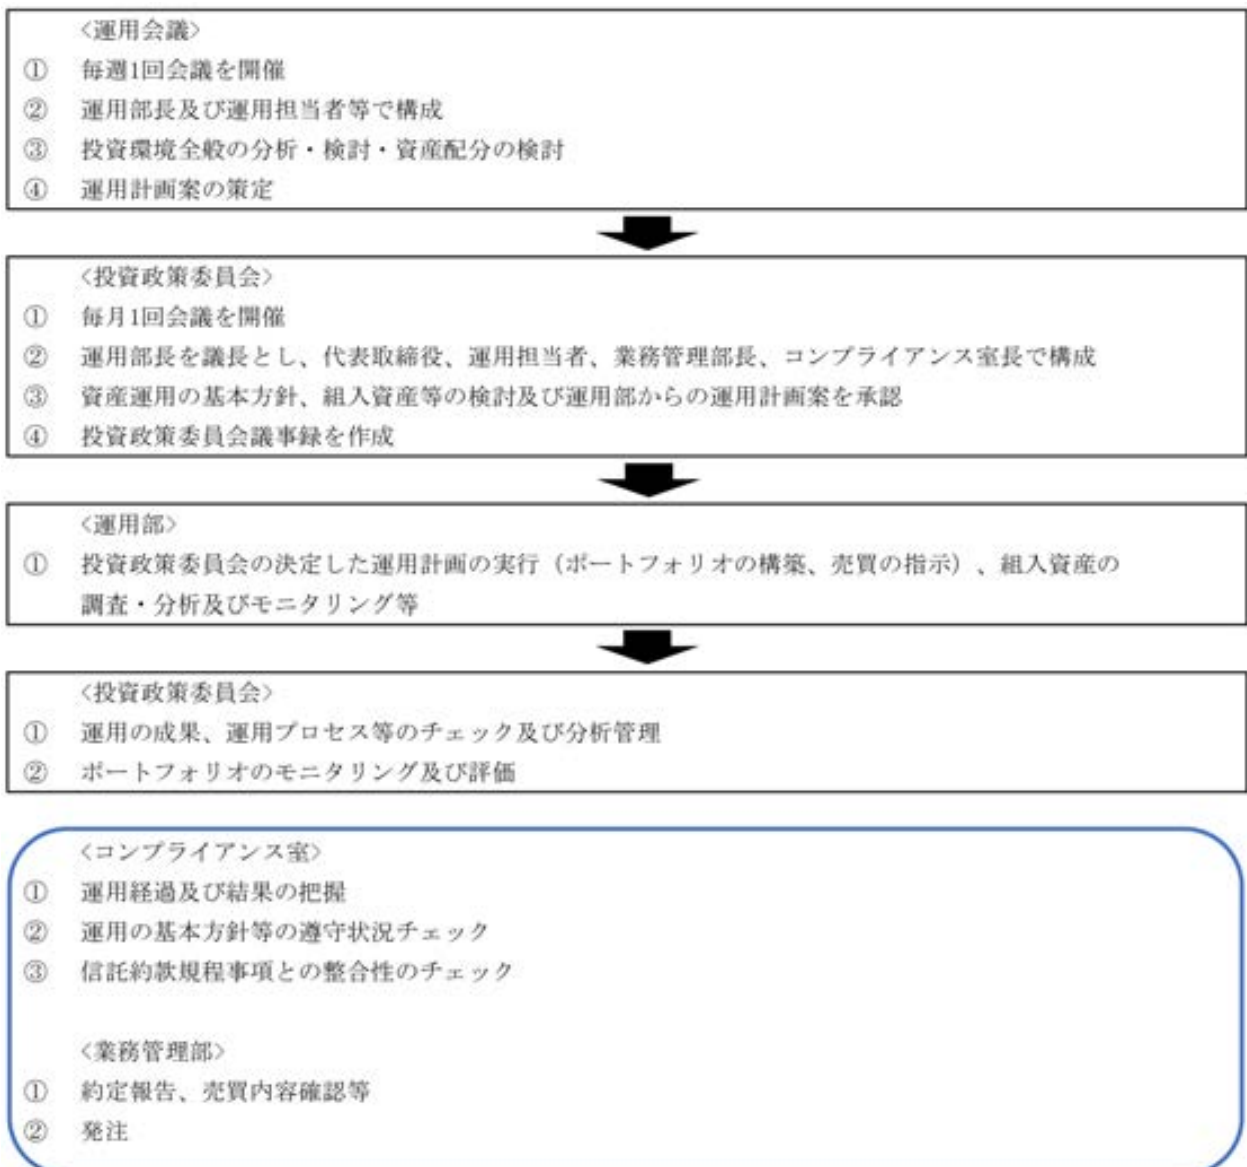 〈運用会議〉
① 毎週1回会議を開催
② 運用部長及び運用担当者等で構成
③ 投資環境全般の分析・検討・資産配分の検討
④ 運用計画案の策定
〈投資政策委員会〉
① 毎月1回会議を開催
② 運用部長を議長とし、代表取締役、運用担当者、業務管理部長、コンプライアンス室長で構成
③ 資産運用の基本方針、組入資産等の検討及び運用部からの運用計画案を承認
④ 投資政策委員会議事録を作成
〈運用部〉
① 投資政策委員会の決定した運用計画の実行（ポートフォリオの構築、売買の指示）、組入資産の
調査・分析及びモニタリング等
〈投資政策委員会〉
① 運用の成果、運用プロセス等のチェック及び分析管理
② ポートフォリオのモニタリング及び評価
〈コンプライアンス室〉
① 運用経過及び結果の把握
② 運用の基本方針等の遵守状況チェック
③ 信託約款規程事項との整合性のチェック
〈業務管理部〉
① 約定報告、売買内容確認等
② 発注